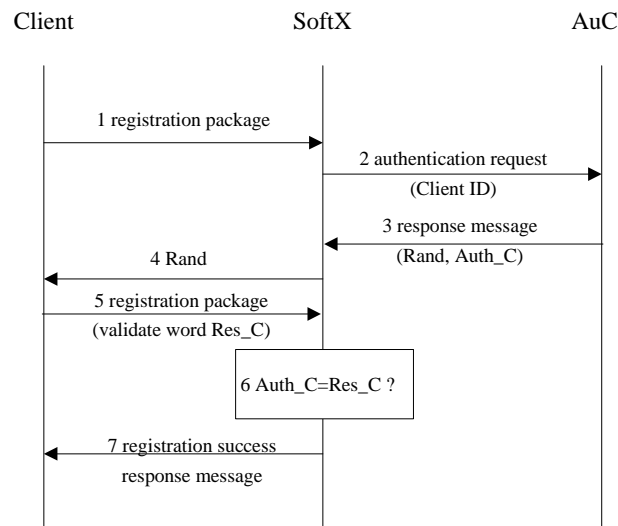 Client SoftX AuC
1 registration package
2 authentication request
(Client ID)
3 response message
(Rand, Auth_C)
4 Rand
5 registration package
(validate word Res_C)
6 Auth_C=Res_C ?
7 registration success
response message